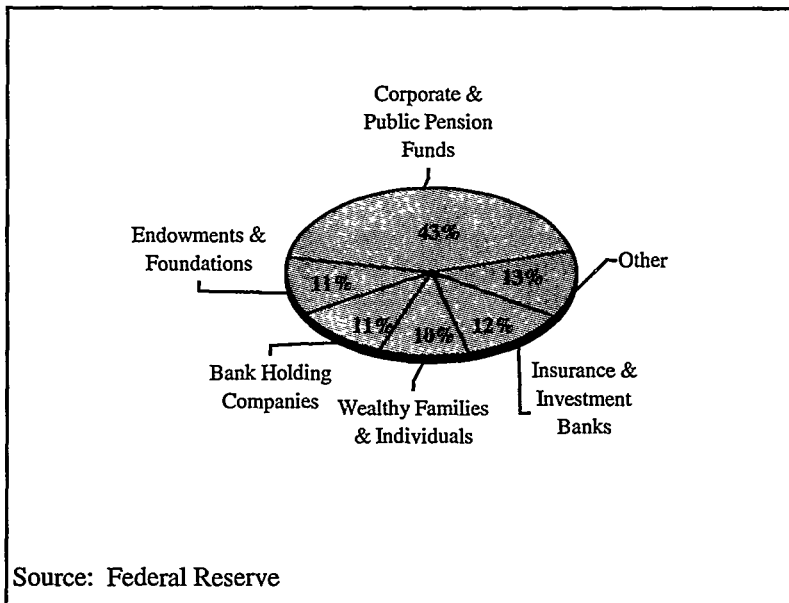 Corporate &
Public Pension
Funds
43%
Endowments &
Foundations
11%
13%
Other
11%
10%
12%
Bank Holding
Companies
Wealthy Families
& Individuals
Insurance &
Investment
Banks
Source: Federal Reserve